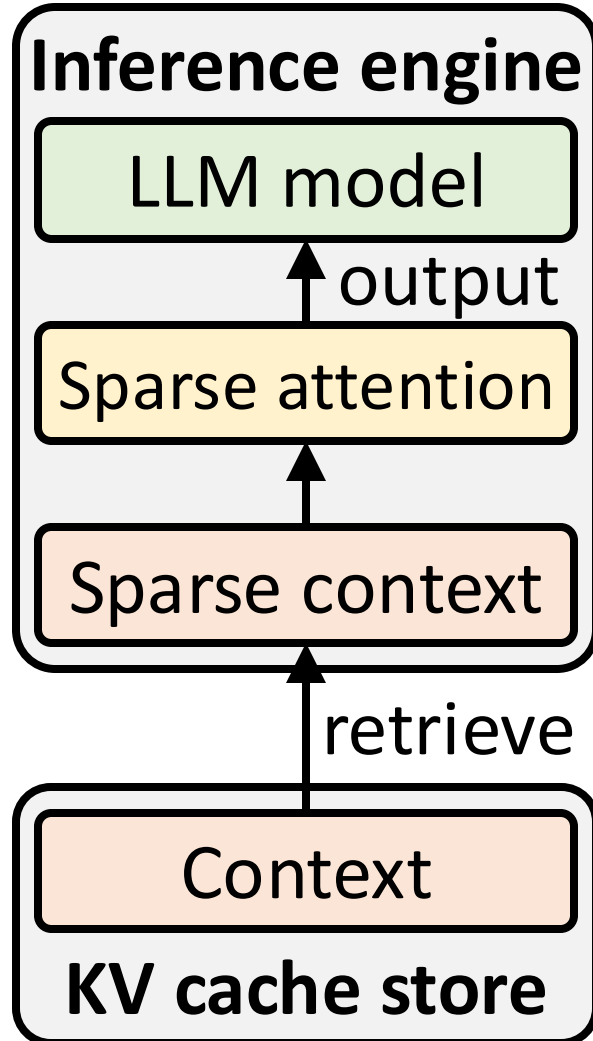 Inference engine
LLM model
output
Sparse attention
Sparse context
retrieve
Context
KV cache store